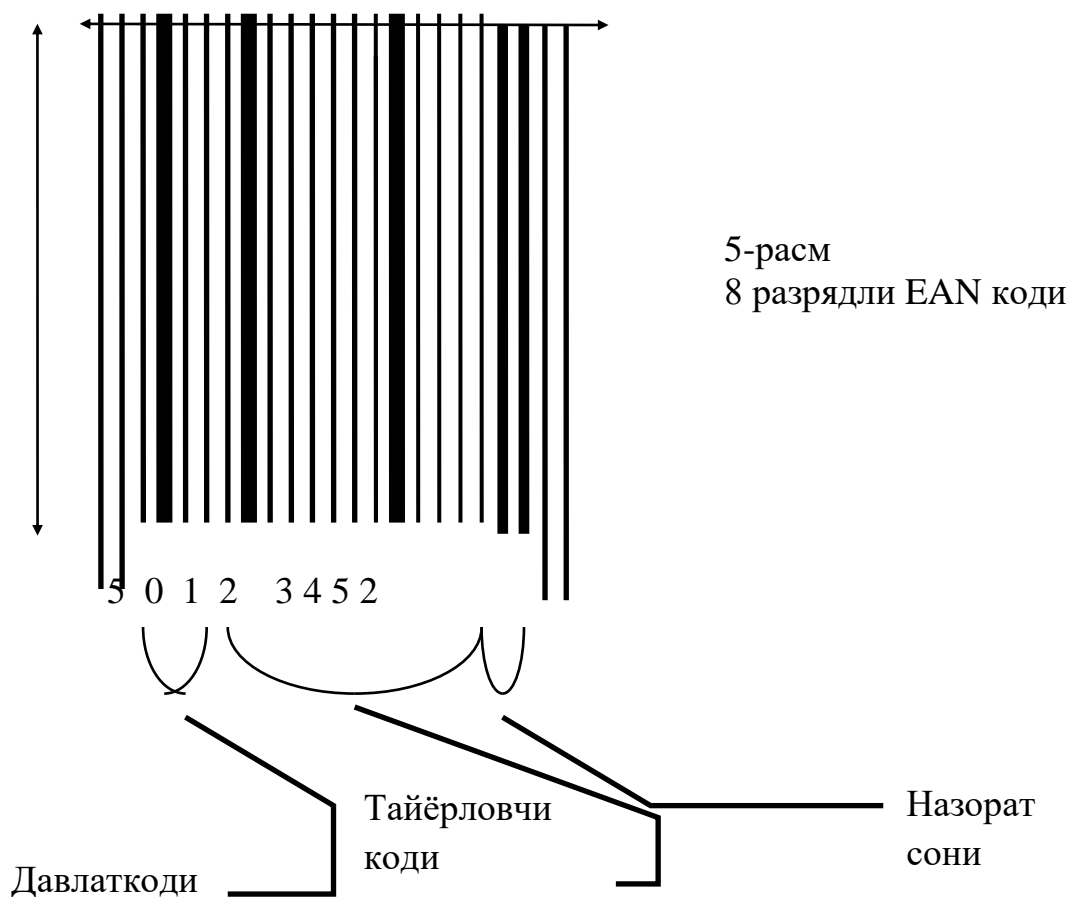 5-расм
8 разрядли EAN коди
5 0 1 2 3 4 5 2
Тайёрловчи
коди
Назорат
сони
Давлаткоди